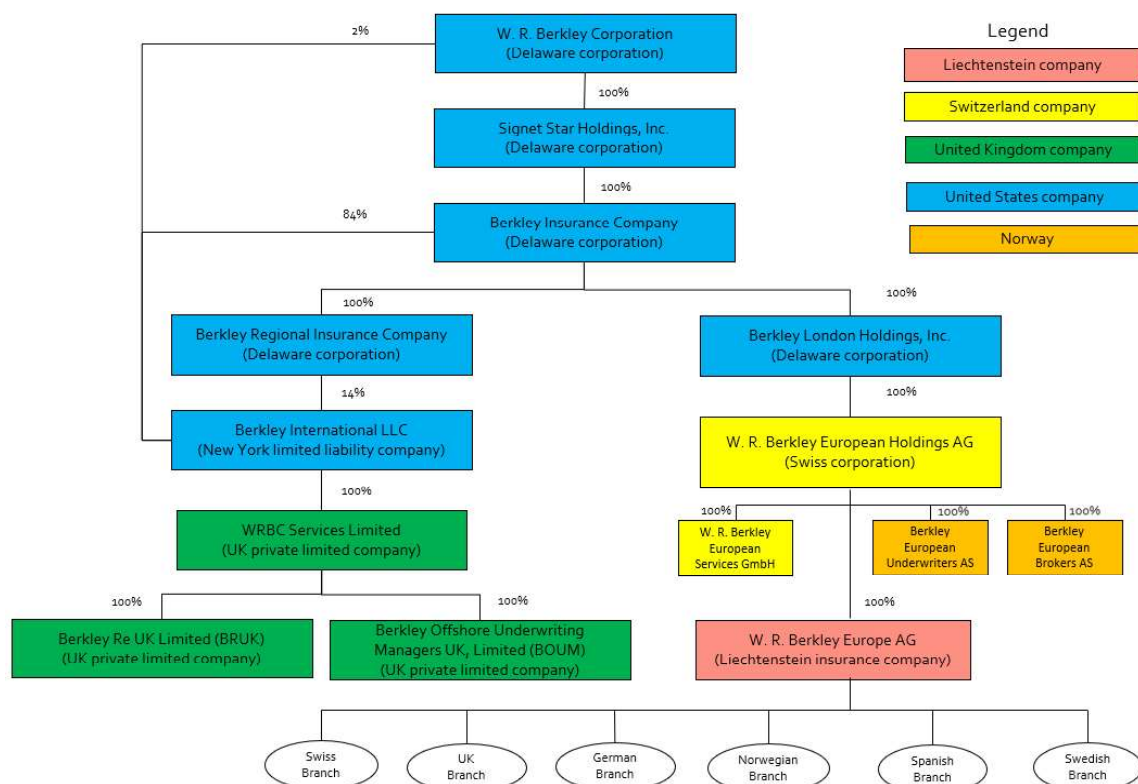 2%
W. R. Berkley Corporation
(Delaware corporation)
Legend
Liechtenstein company
100%
Switzerland company
Signet Star Holdings, Inc.
(Delaware corporation)
United Kingdom company
100%
United States company
84%
Berkley Insurance Company
(Delaware corporation)
Norway
100%
100%
Berkley Regional Insurance Company
(Delaware corporation)
Berkley London Holdings, Inc.
(Delaware corporation)
14%
100%
Berkley International LLC
(New York limited liability company)
W. R. Berkley European Holdings AG
(Swiss corporation)
100%
WRBC Services Limited
(UK private limited company)
100%
100%
100%
W. R. Berkley
European
Services GmbH
Berkley
European
Underwriters AS
Berkley
European
Brokers AS
100%
100%
100%
Berkley Re UK Limited (BRUK)
(UK private limited company)
Berkley Offshore Underwriting
Managers UK, Limited (BOUM)
(UK private limited company)
W. R. Berkley Europe AG
(Liechtenstein insurance company)
Swiss
Branch
UK
Branch
German
Branch
Norwegian
Branch
Spanish
Branch
Swedish
Branch